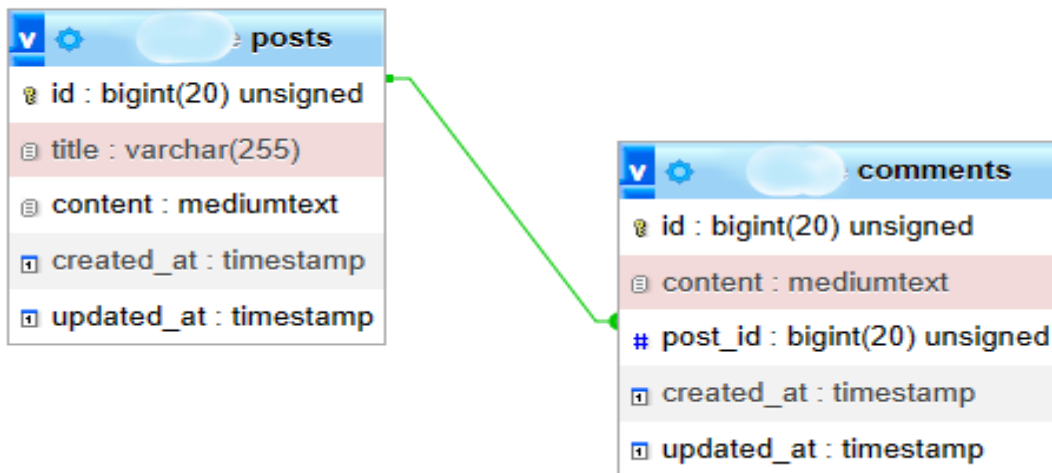 v posts
id : bigint(20) unsigned
title : varchar(255)
content : mediumtext
created_at : timestamp
updated_at : timestamp
v comments
id : bigint(20) unsigned
content : mediumtext
# post_id : bigint(20) unsigned
created_at : timestamp
updated_at : timestamp